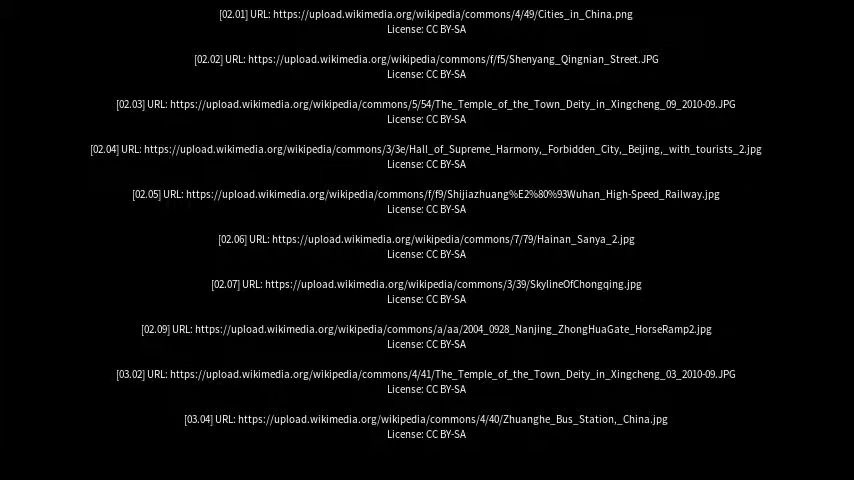 [02.01] URL: https://upload.wikimedia.org/wikipedia/commons/4/49/Cities_in_China.png
License: CC BY-SA
[02.02] URL: https://upload.wikimedia.org/wikipedia/commons/f/f5/Shenyang_Qingnian_Street.JPG
License: CC BY-SA
[02.03] URL: https://upload.wikimedia.org/wikipedia/commons/5/54/The_Temple_of_the_Town_Deity_in_Xingcheng_09_2010-09.JPG
License: CC BY-SA
[02.04] URL: https://upload.wikimedia.org/wikipedia/commons/3/3e/Hall_of_Supreme_Harmony,_Forbidden_City,_Beijing,_with_tourists_2.jpg
License: CC BY-SA
[02.05] URL: https://upload.wikimedia.org/wikipedia/commons/f/f9/Shijiazhuang%E2%80%93Wuhan_High-Speed_Railway.jpg
License: CC BY-SA
[02.06] URL: https://upload.wikimedia.org/wikipedia/commons/7/79/Hainan_Sanya_2.jpg
License: CC BY-SA
[02.07] URL: https://upload.wikimedia.org/wikipedia/commons/3/39/SkylineOfChongqing.jpg
License: CC BY-SA
[02.09] URL: https://upload.wikimedia.org/wikipedia/commons/a/aa/2004_0928_Nanjing_ZhongHuaGate_HorseRamp2.jpg
License: CC BY-SA
[03.02] URL: https://upload.wikimedia.org/wikipedia/commons/4/41/The_Temple_of_the_Town_Deity_in_Xingcheng_03_2010-09.JPG
License: CC BY-SA
[03.04] URL: https://upload.wikimedia.org/wikipedia/commons/4/40/Zhuanghe_Bus_Station,_China.jpg
License: CC BY-SA